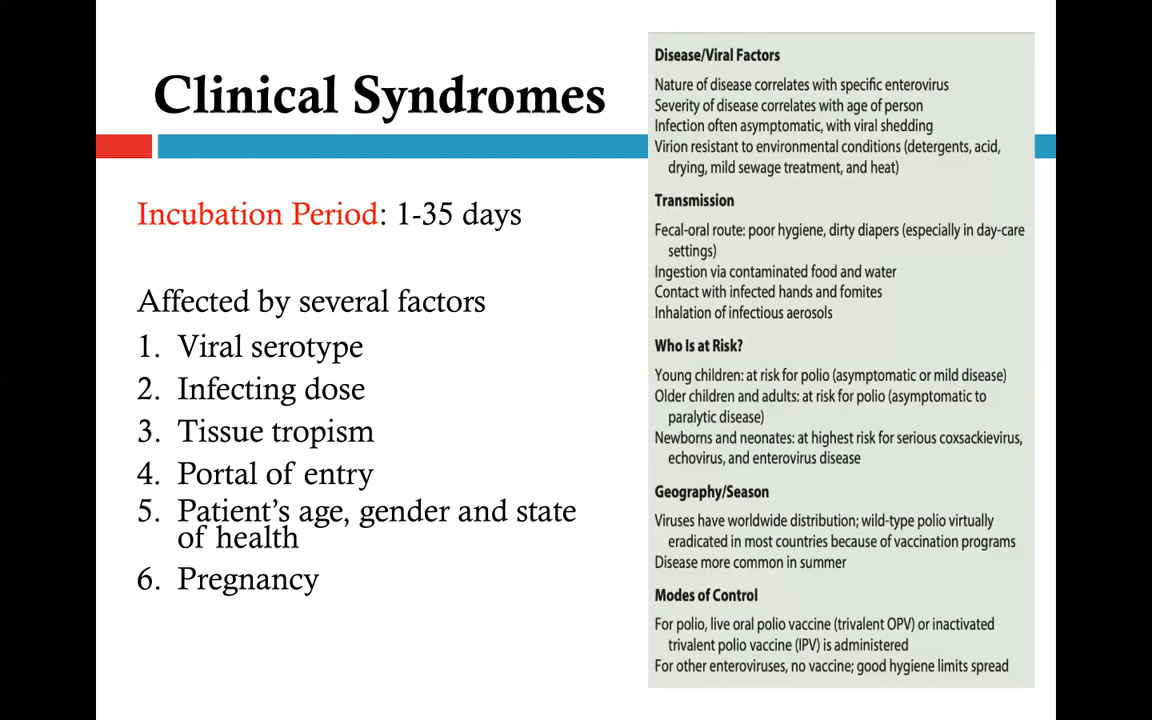 Clinical Syndromes
Incubation Period: 1-35 days
Affected by several factors
1. Viral serotype
2. Infecting dose
3. Tissue tropism
4. Portal of entry
5. Patient's age, gender and state
of health
6. Pregnancy
Disease/Viral Factors
Nature of disease correlates with specific enterovirus
Severity of disease correlates with age of person
Infection often asymptomatic, with viral shedding
Virion resistant to environmental conditions (detergents, acid,
drying, mild sewage treatment, and heat)
Transmission
Fecal-oral route: poor hygiene, dirty diapers (especially in day-care
settings)
Ingestion via contaminated food and water
Contact with infected hands and fomites
Inhalation of infectious aerosols
Who Is at Risk?
Young children: at risk for polio (asymptomatic or mild disease)
Older children and adults: at risk for polio (asymptomatic to
paralytic disease)
Newborns and neonates: at highest risk for serious coxsackievirus,
echovirus, and enterovirus disease
Geography/Season
Viruses have worldwide distribution; wild-type polio virtually
eradicated in most countries because of vaccination programs
Disease more common in summer
Modes of Control
For polio, live oral polio vaccine (trivalent OPV) or inactivated
trivalent polio vaccine (IPV) is administered
For other enteroviruses, no vaccine; good hygiene limits spread